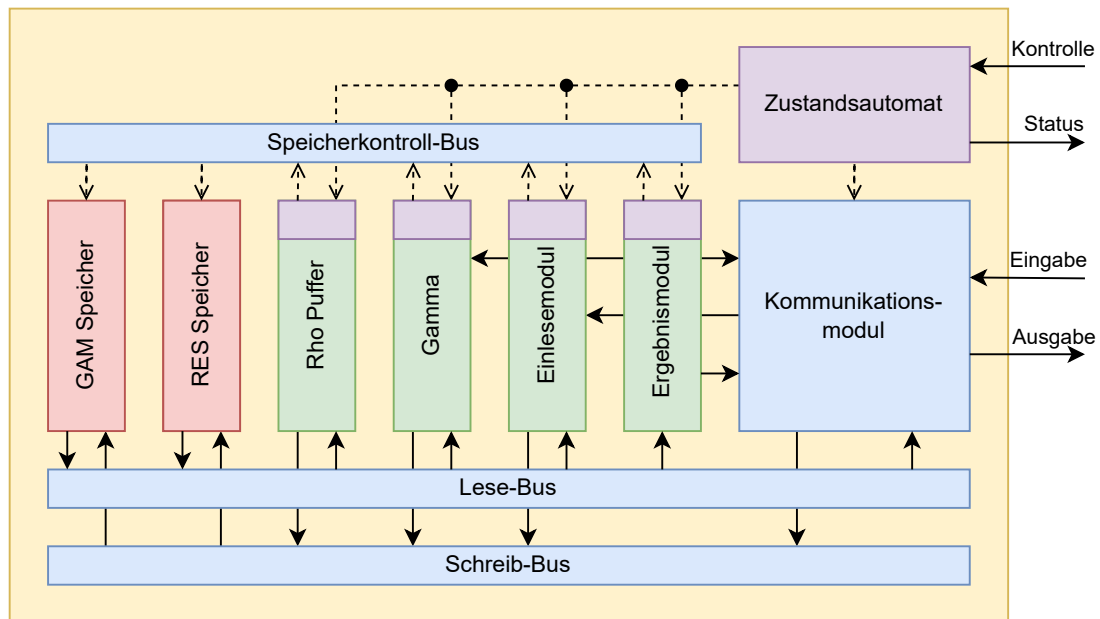 Kontrolle
Zustandsautomat
Status
Speicherkontroll-Bus
GAM Speicher
RES Speicher
Rho Puffer
Gamma
Einlesemodul
Ergebnismodul
Kommunikations-
modul
Eingabe
Ausgabe
Lese-Bus
Schreib-Bus